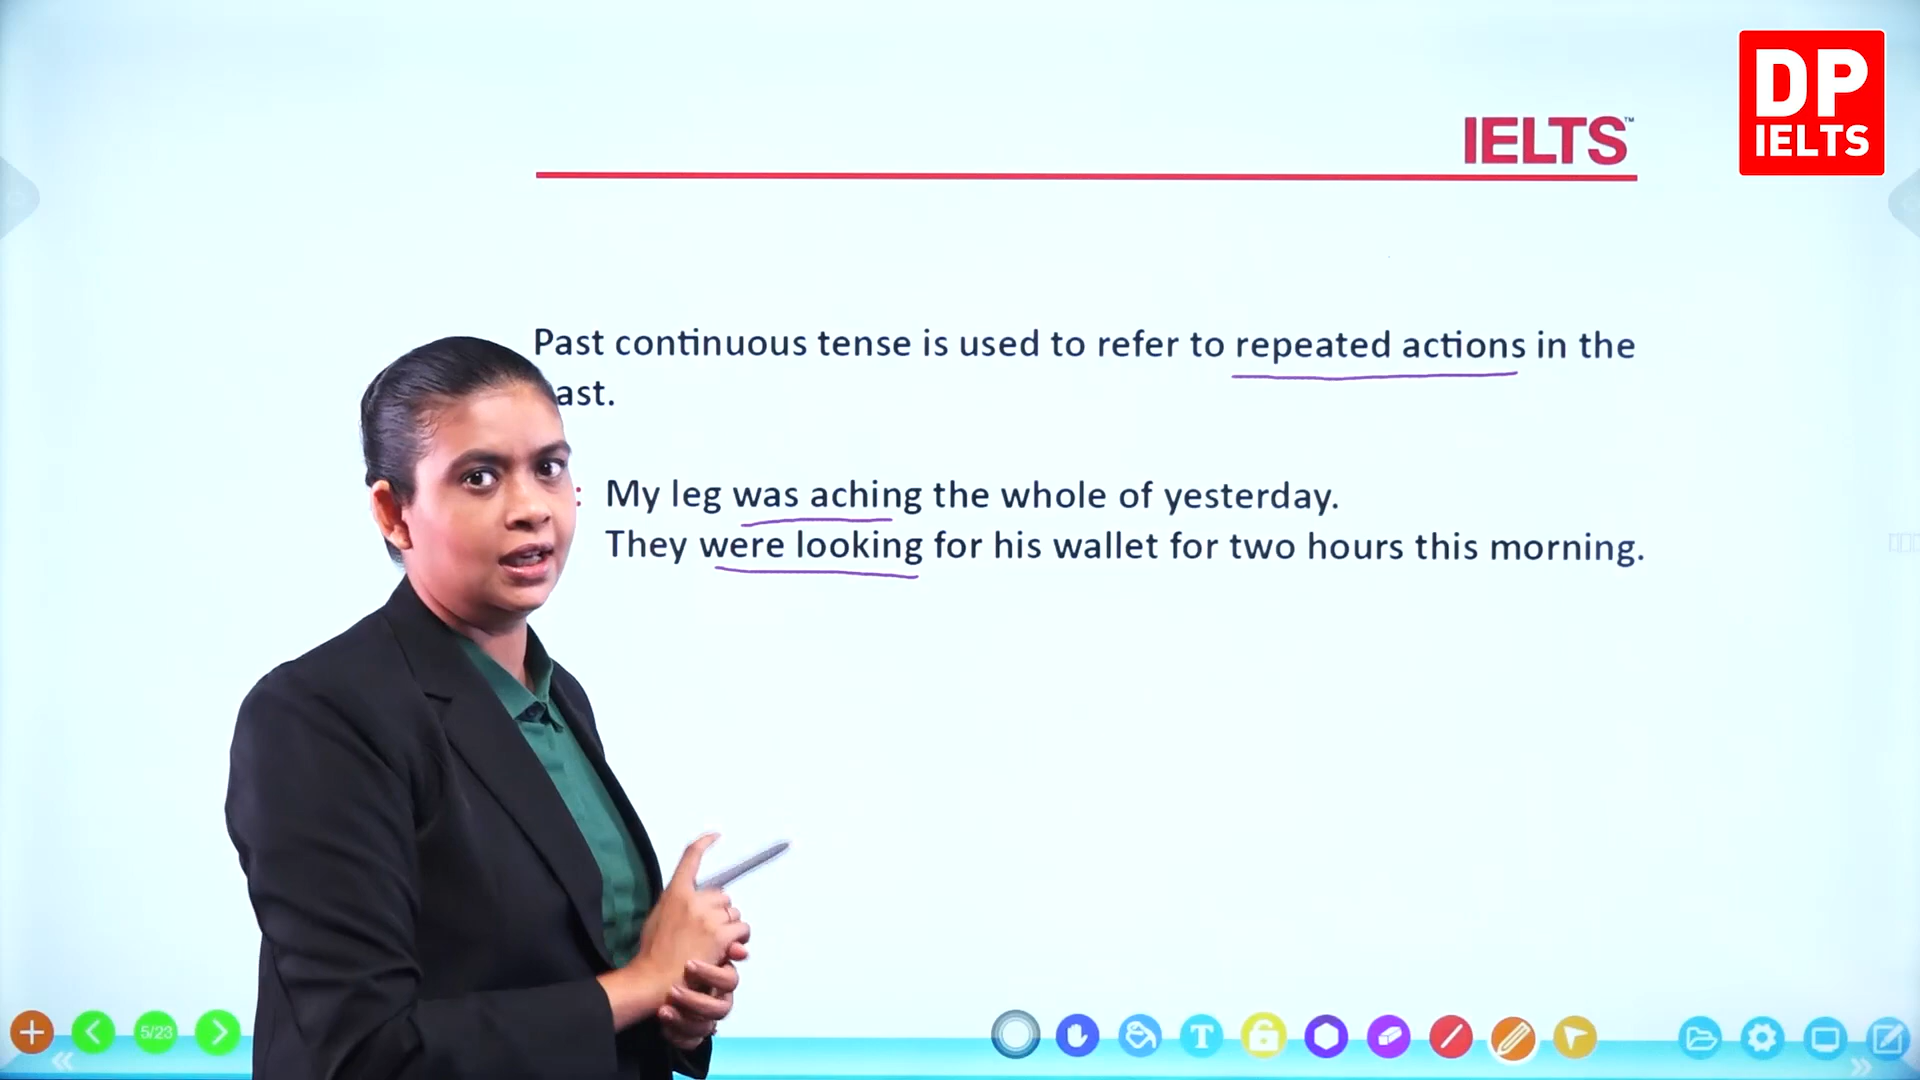 DP
IELTS
IELTS™
Past continuous tense is used to refer to repeated actions in the
ast.
: My leg was aching the whole of yesterday.
They were looking for his wallet for two hours this morning.
5/23
T